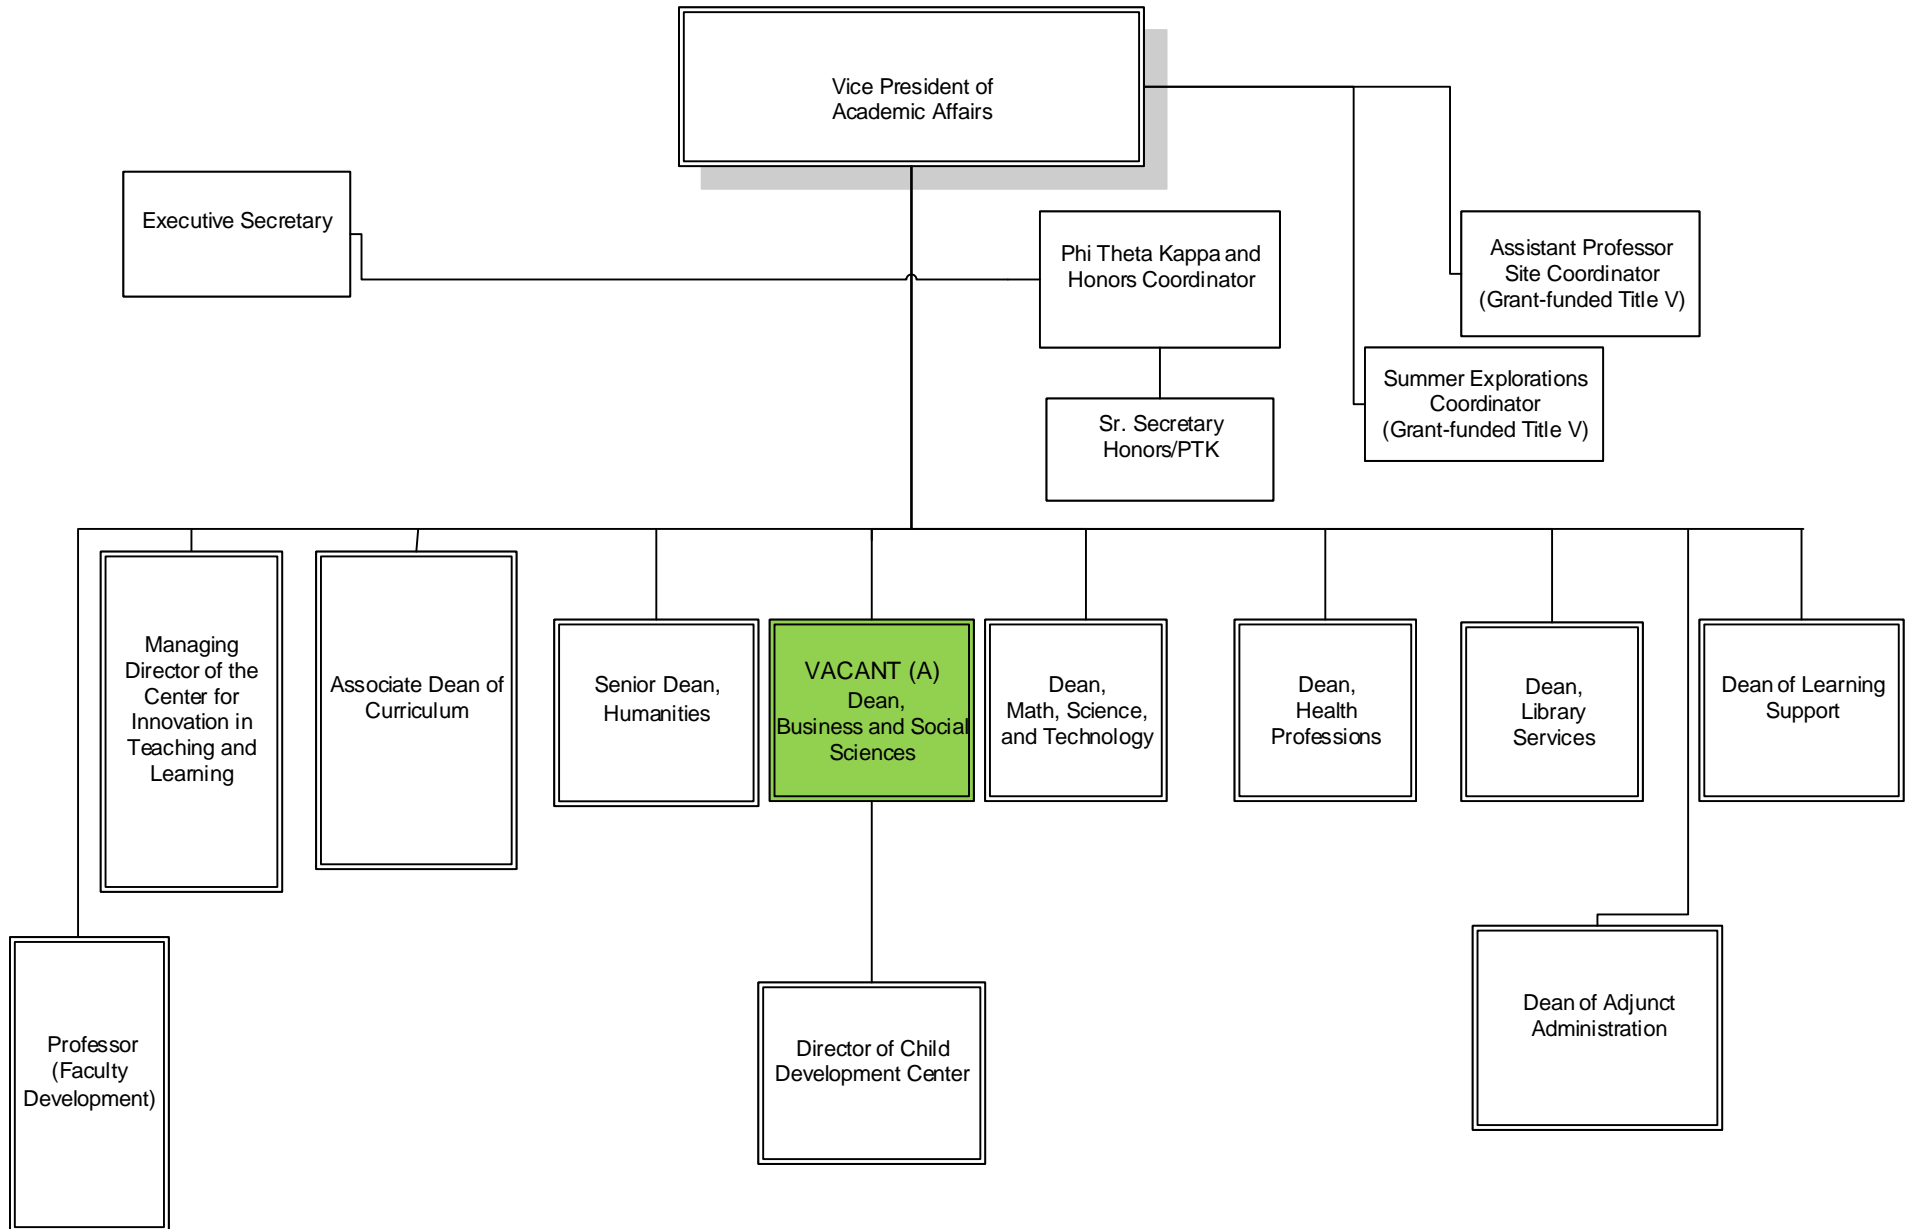 Vice President of
Academic Affairs
Executive Secretary
Phi Theta Kappa and
Honors Coordinator
Assistant Professor
Site Coordinator
(Grant-funded Title V)
Summer Explorations
Coordinator
(Grant-funded Title V)
Sr. Secretary
Honors/PTK
Managing
Director of the
Center for
Innovation in
Teaching and
Learning
Associate Dean of
Curriculum
Senior Dean,
Humanities
VACANT (A)
Dean,
Business and Social
Sciences
Dean,
Math, Science,
and Technology
Dean,
Health
Professions
Dean,
Library
Services
Dean of Learning
Support
Professor
(Faculty
Development)
Director of Child
Development Center
Dean of Adjunct
Administration